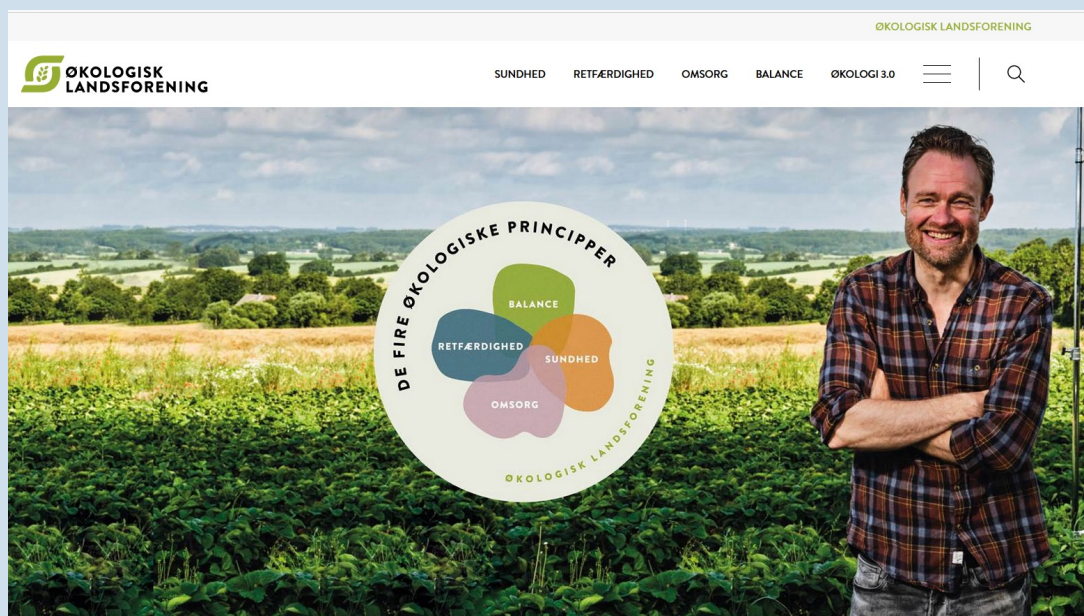 ØKOLOGISK LANDSFORENING
ØKOLOGISK
LANDSFORENING
SUNDHED RETFÆRDIGHED OMSORG BALANCE ØKOLOGI 3.0
DE FIRE ØKOLOGISKE PRINCIPPER
BALANCE
RETFÆRDIGHED
SUNDHED
OMSORG
ØKOLOGISK LANDSFORENING